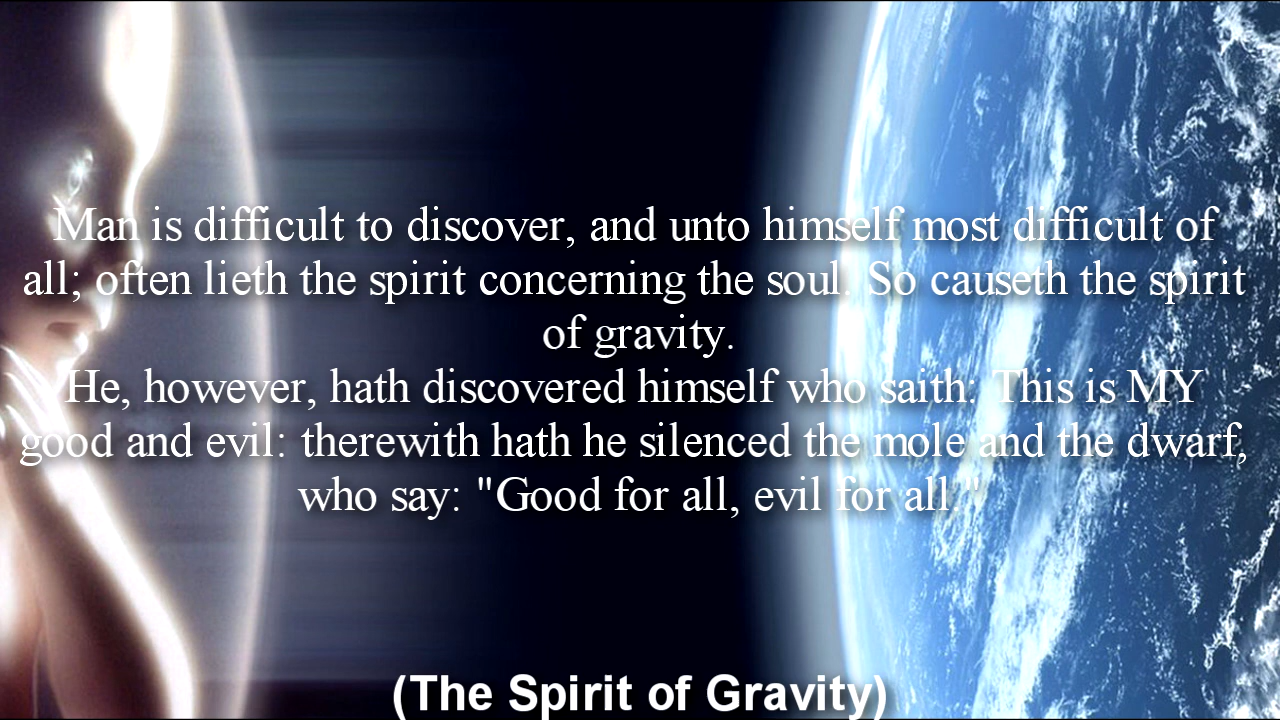 Man is difficult to discover, and unto himself most difficult of
all; often lieth the spirit concerning the soul. So causeth the spirit
of gravity.
He, however, hath discovered himself who saith: This is MY
good and evil: therewith hath he silenced the mole and the dwarf,
who say: "Good for all, evil for all."
(The Spirit of Gravity)